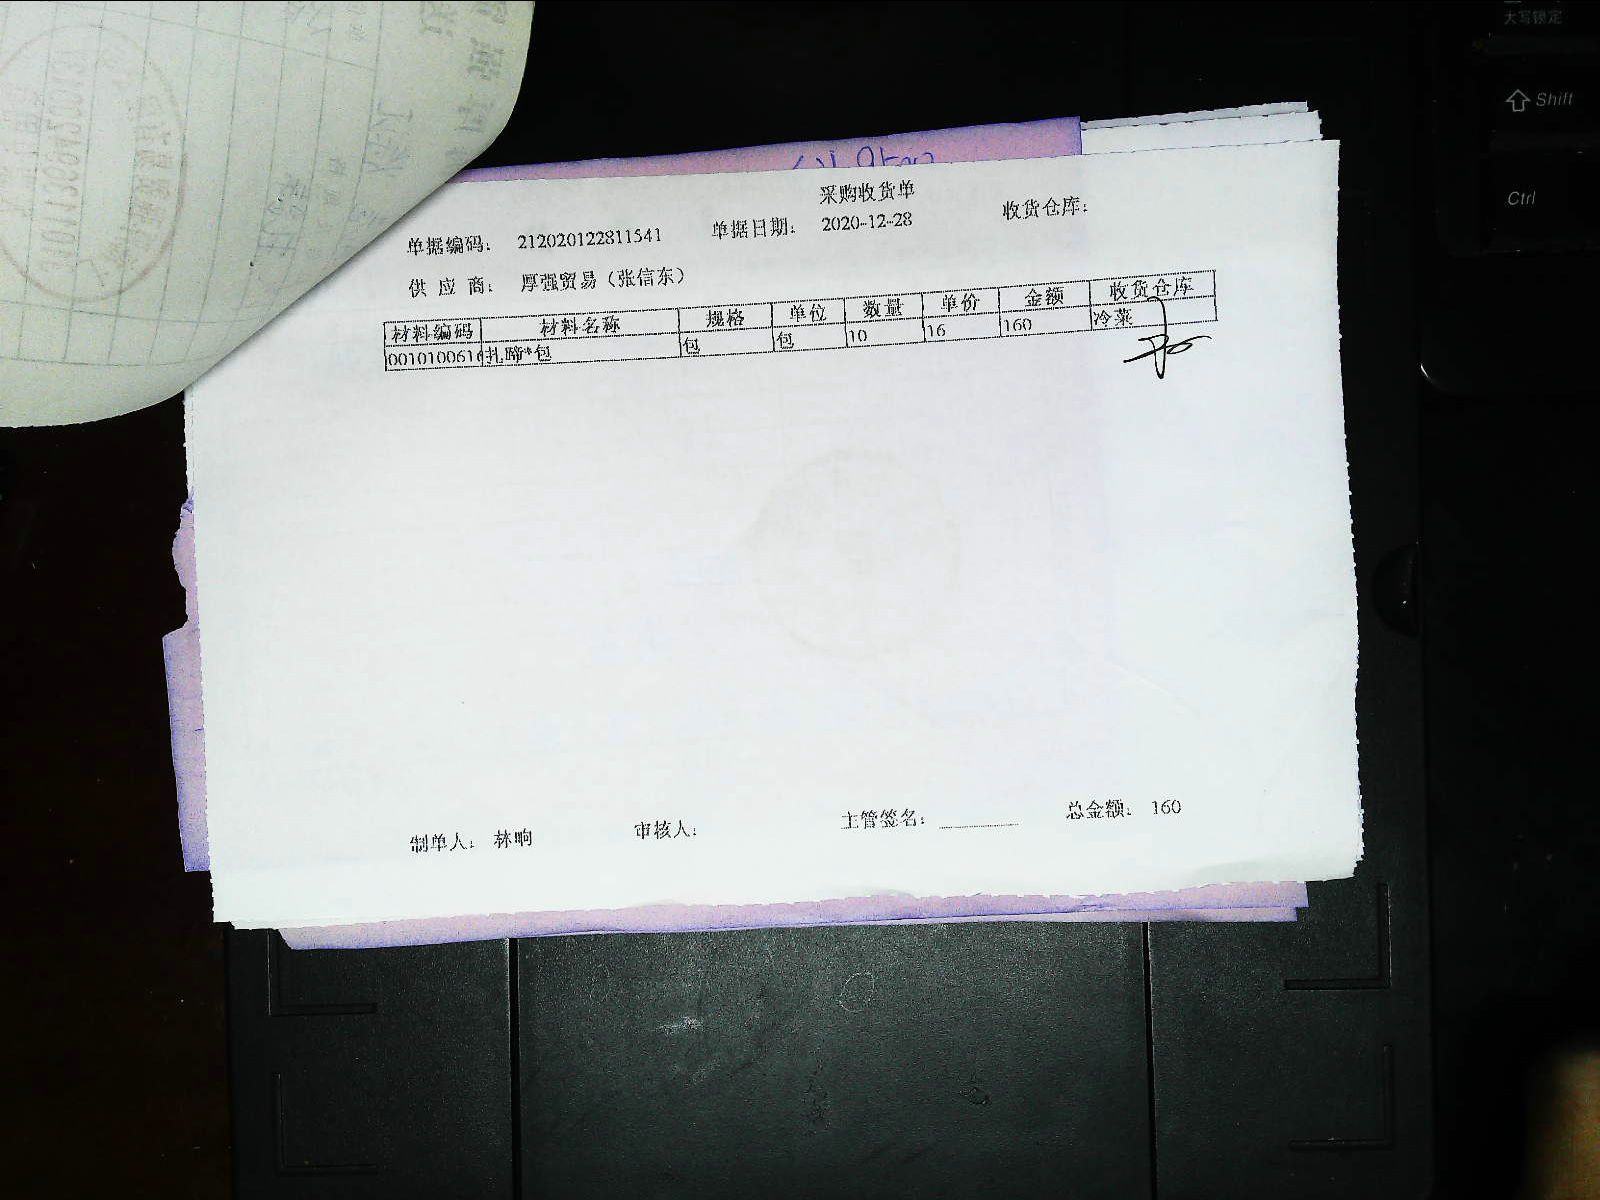 采购收货单
单据编码： 212020122811541 单据日期： 2020-12-28 收货仓库：
供 应 商： 厚强贸易（张信东）
材料编码 材料名称 规格 单位 数量 单价 金额 收货仓库
001010061 扎蹄*包 包 包 10 16 160 冷菜
制单人： 林响 审核人： 主管签名： 总金额： 160
大写锁定
Shift
Ctrl